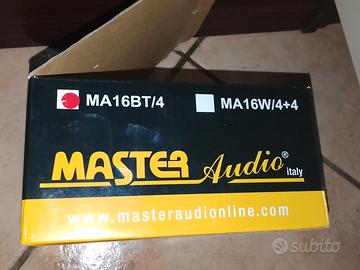 MA16BT/4 MA16W/4+4
MASTER Audio®
italy
www.masteraudionline.com
subito